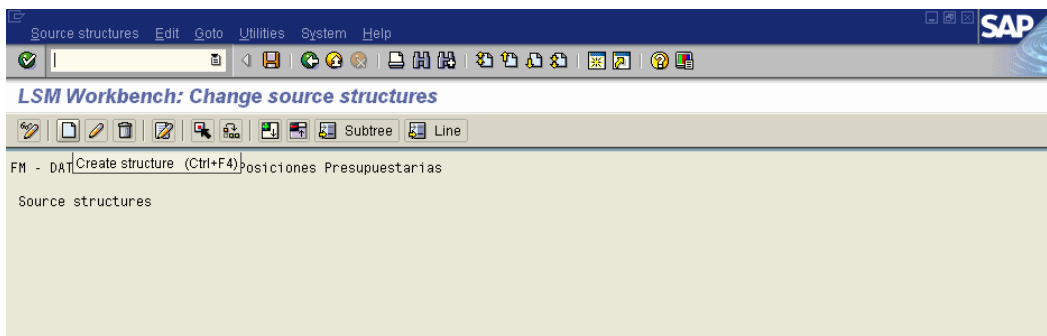 Source structures Edit Goto Utilities System Help
SAP
LSM Workbench: Change source structures
Subtree Line
Create structure (Ctrl+F4)
FM - DAT Posiciones Presupuestarias
Source structures